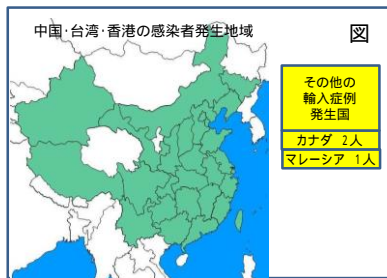 中国・台湾・香港の感染者発生地域
図
その他の
輸入症例
発生国
カナダ 2人
マレーシア 1人